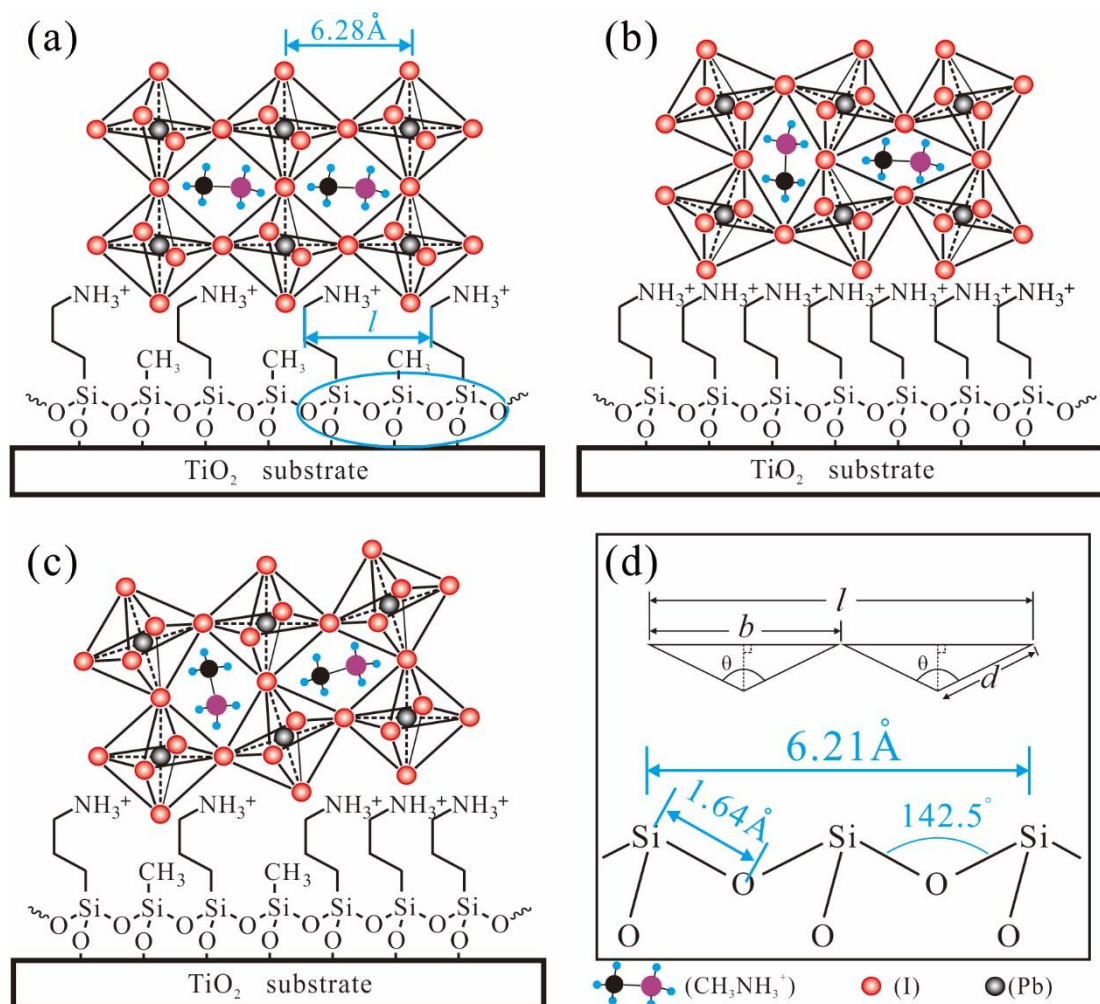 (a)
6.28Å
NH₃⁺ NH₃⁺ NH₃⁺ NH₃⁺
l
CH₃ CH₃ CH₃
Si Si Si Si Si Si Si
O O O O O O O O
O O O O O O O
TiO₂ substrate
(b)
NH₃⁺ NH₃⁺ NH₃⁺ NH₃⁺ NH₃⁺ NH₃⁺ NH₃⁺
Si Si Si Si Si Si Si
O O O O O O O O
O O O O O O O
TiO₂ substrate
(c)
NH₃⁺ NH₃⁺ NH₃⁺ NH₃⁺ NH₃⁺
CH₃ CH₃
Si Si Si Si Si Si Si
O O O O O O O O
O O O O O O O
TiO₂ substrate
(d)
l
b
θ θ
d
6.21Å
1.64Å
142.5°
Si Si Si
O O
O O O
(CH₃NH₃⁺) (I) (Pb)